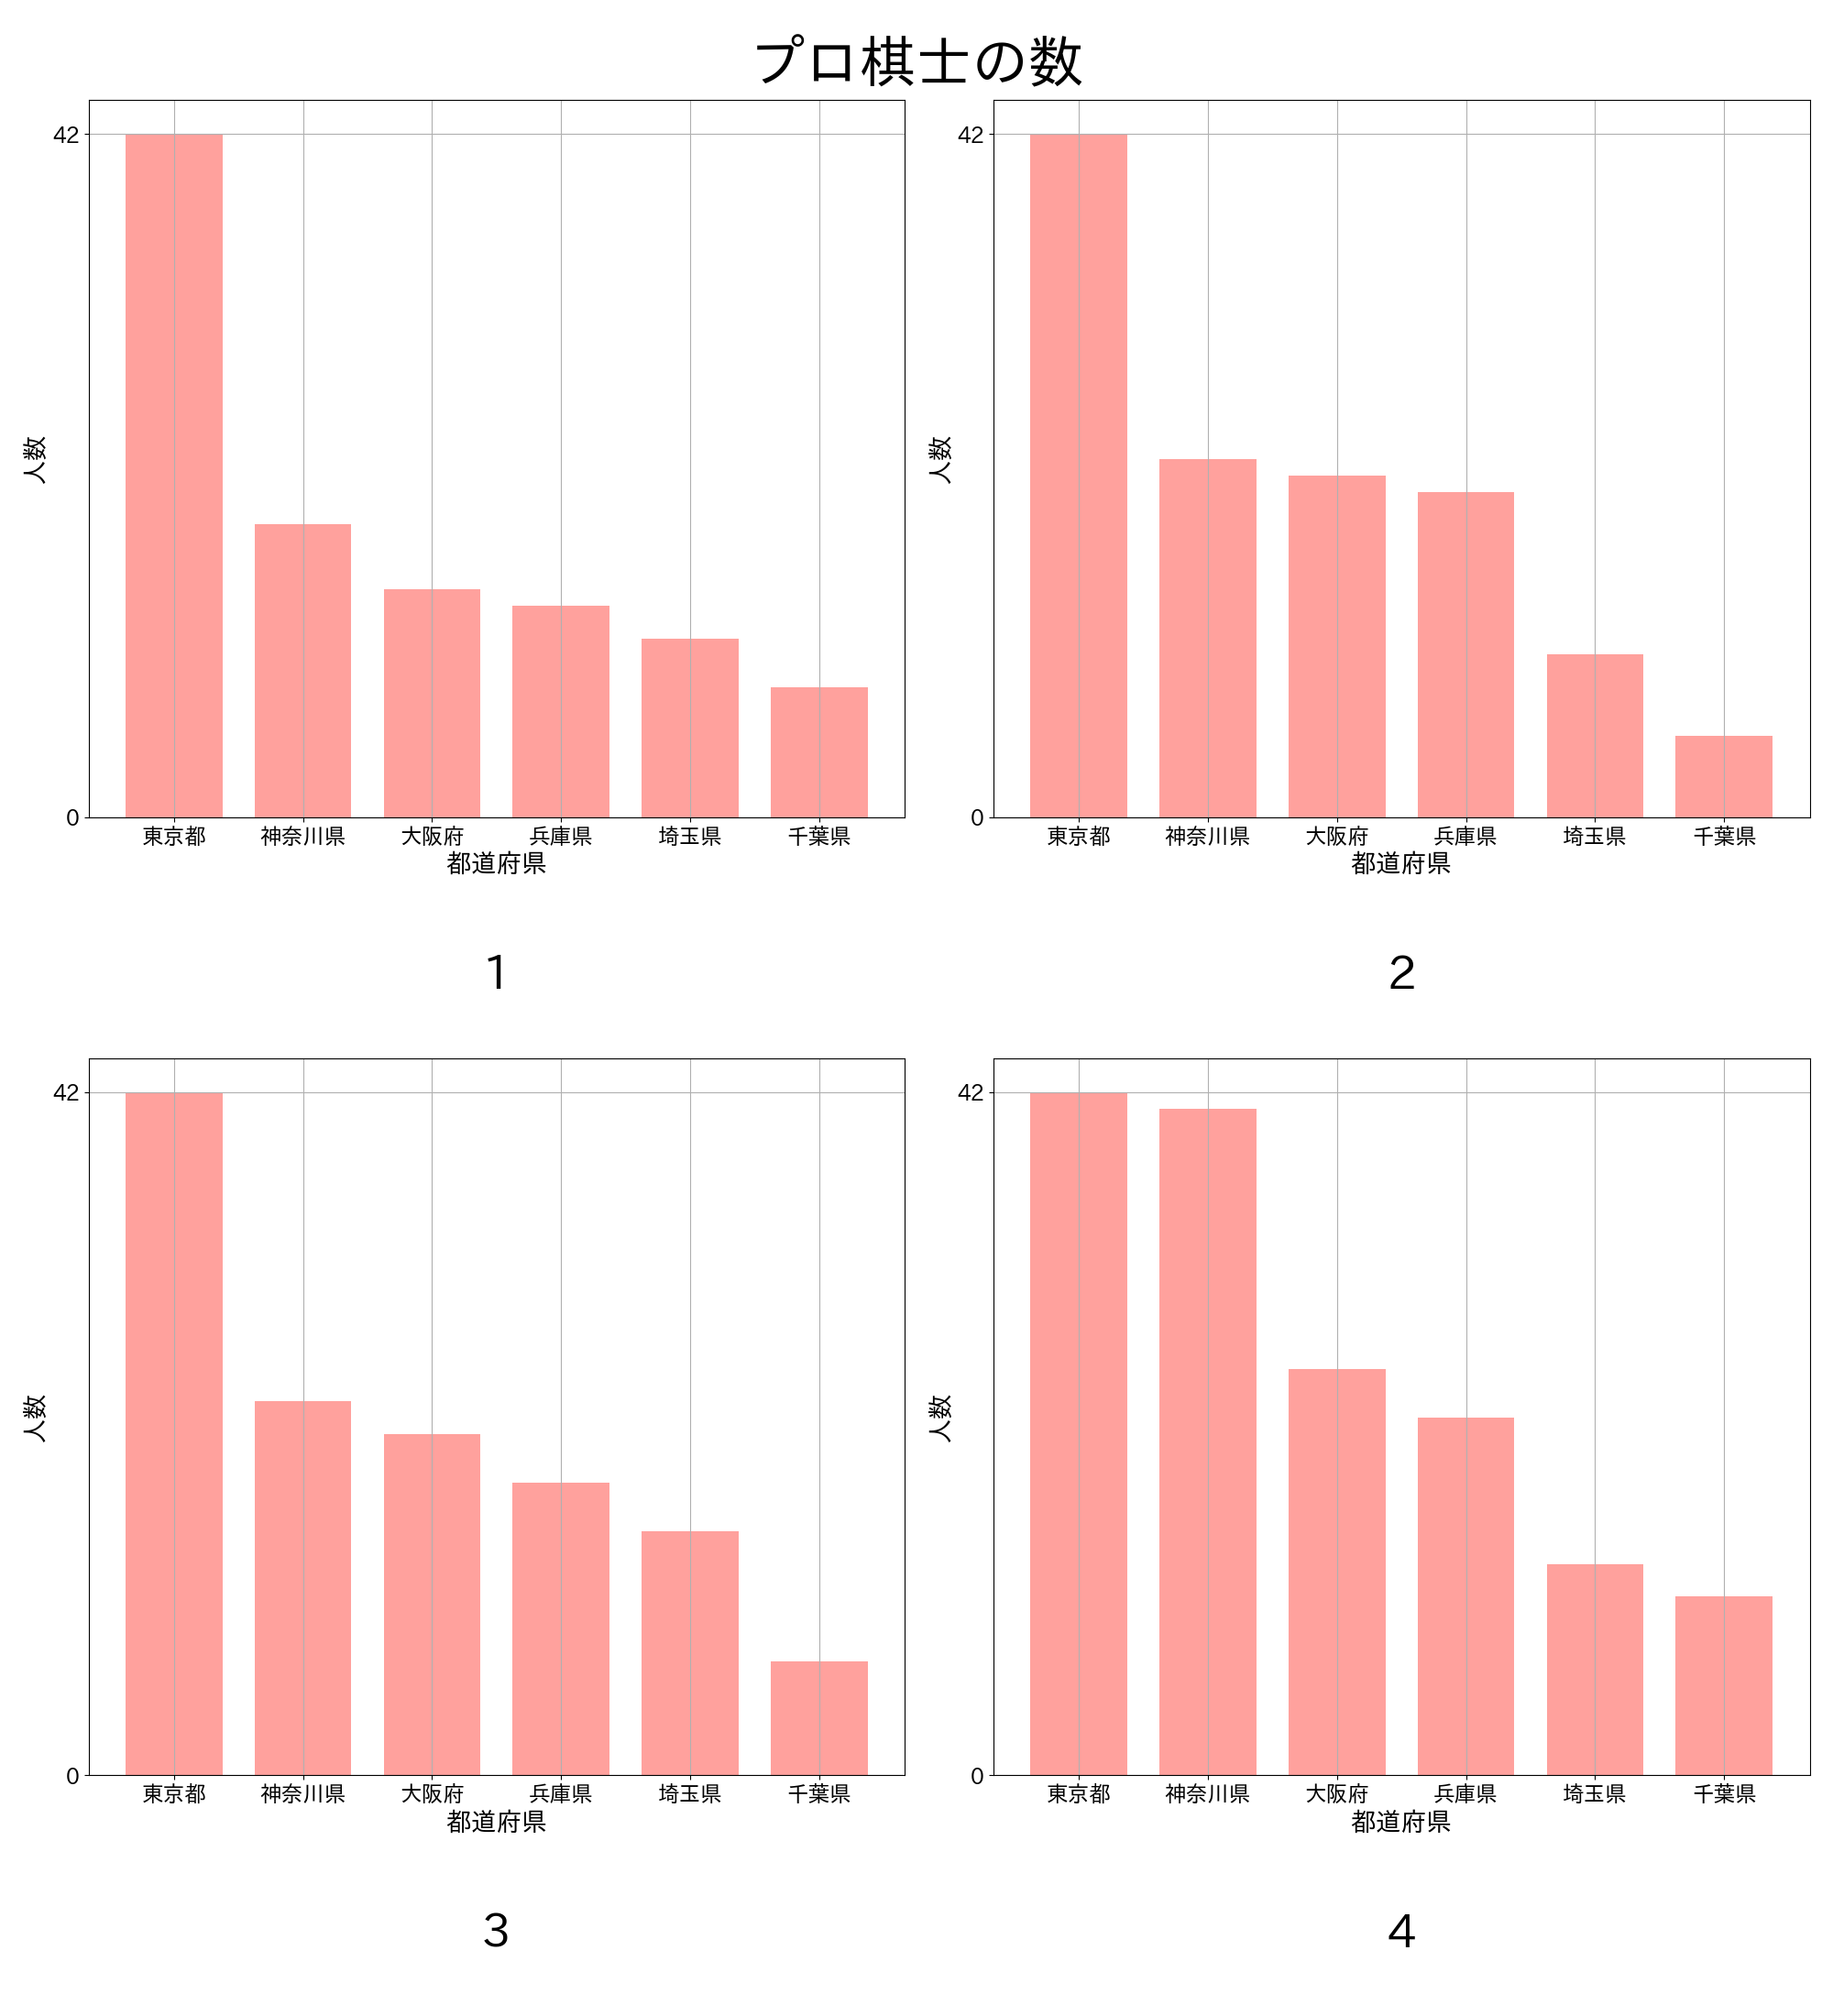 プロ棋士の数
42
0
人数
東京都 神奈川県 大阪府 兵庫県 埼玉県 千葉県
都道府県
1
42
0
人数
東京都 神奈川県 大阪府 兵庫県 埼玉県 千葉県
都道府県
2
42
0
人数
東京都 神奈川県 大阪府 兵庫県 埼玉県 千葉県
都道府県
3
42
0
人数
東京都 神奈川県 大阪府 兵庫県 埼玉県 千葉県
都道府県
4